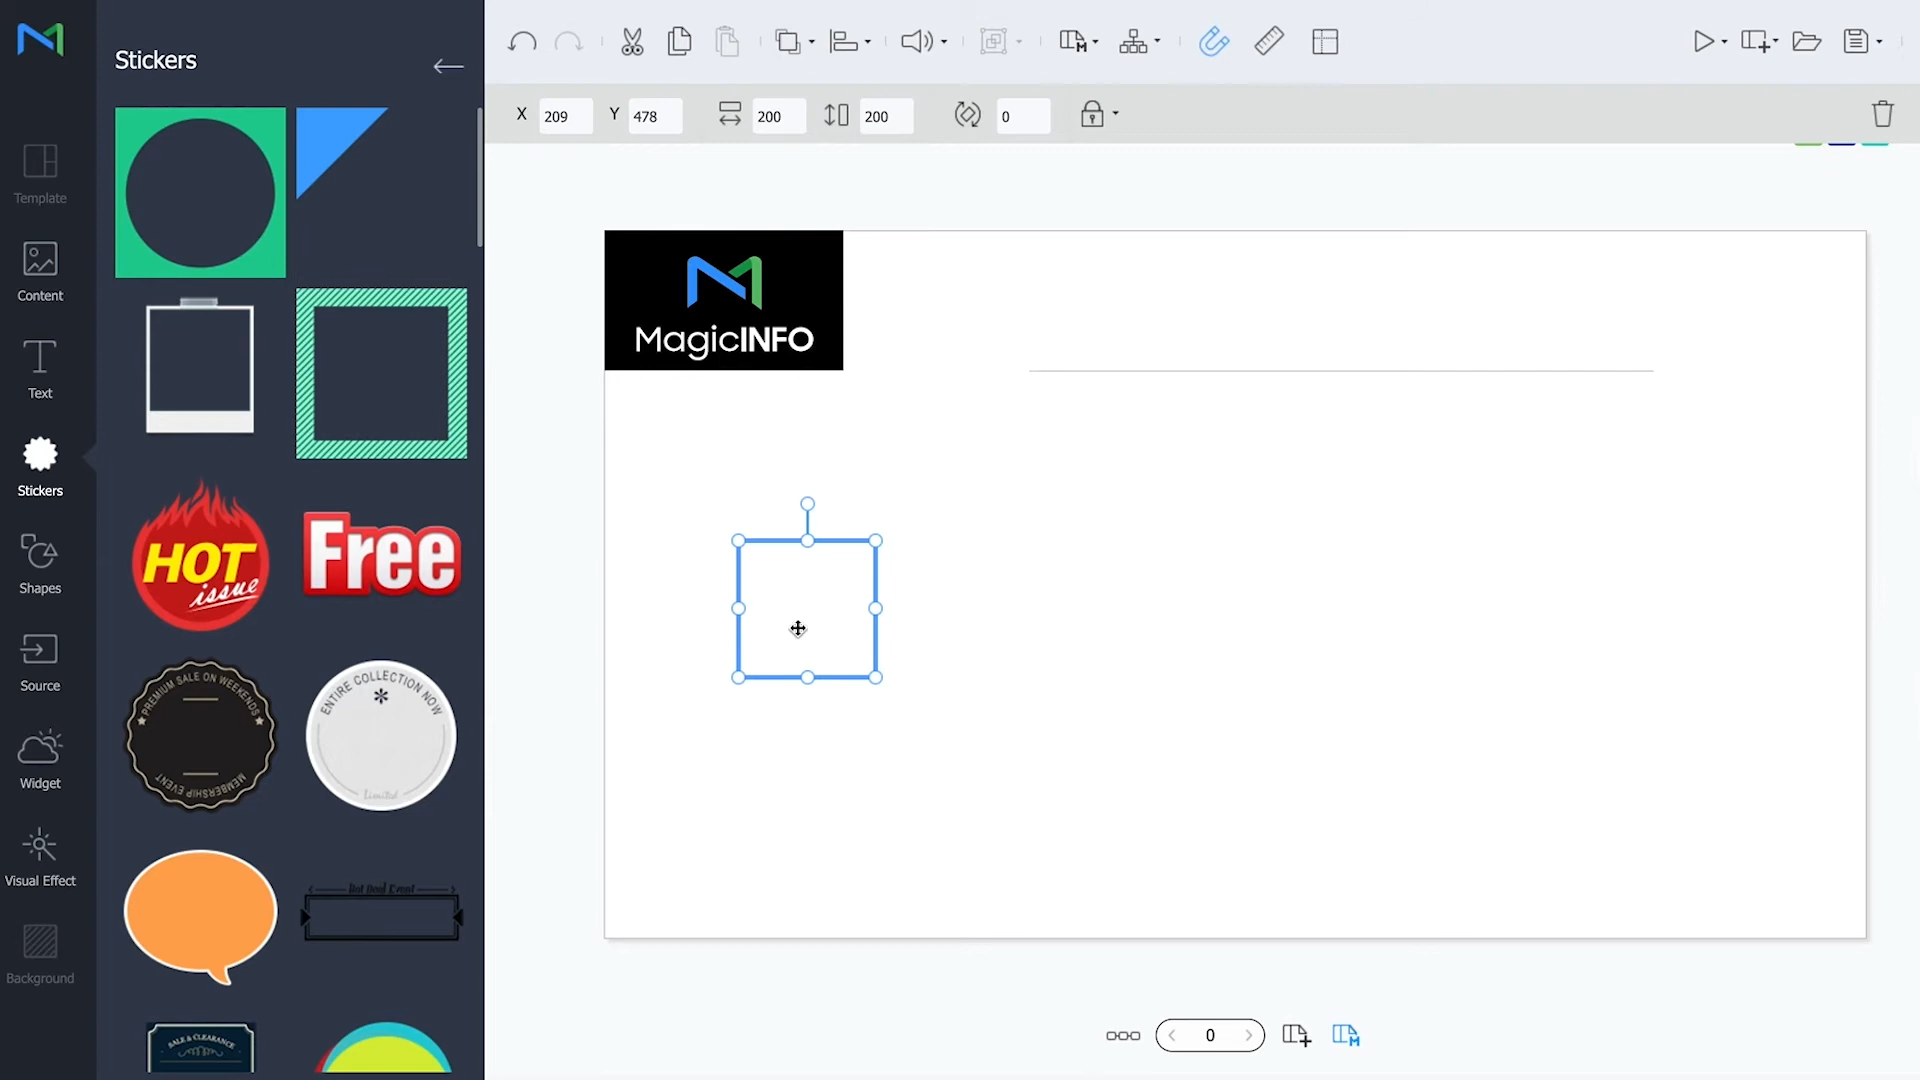 Stickers
X 209 Y 478 200 200 0
Template
Content
Text
Stickers
Shapes
Source
Widget
Visual Effect
Background
HOT
issue
Free
PREMIUM SALE ON WEEKENDS
MEMBERSHIP EVENT
ENTIRE COLLECTION NOW
*
Limited
Hot Deal Event
SALE & CLEARANCE
MagicINFO
0